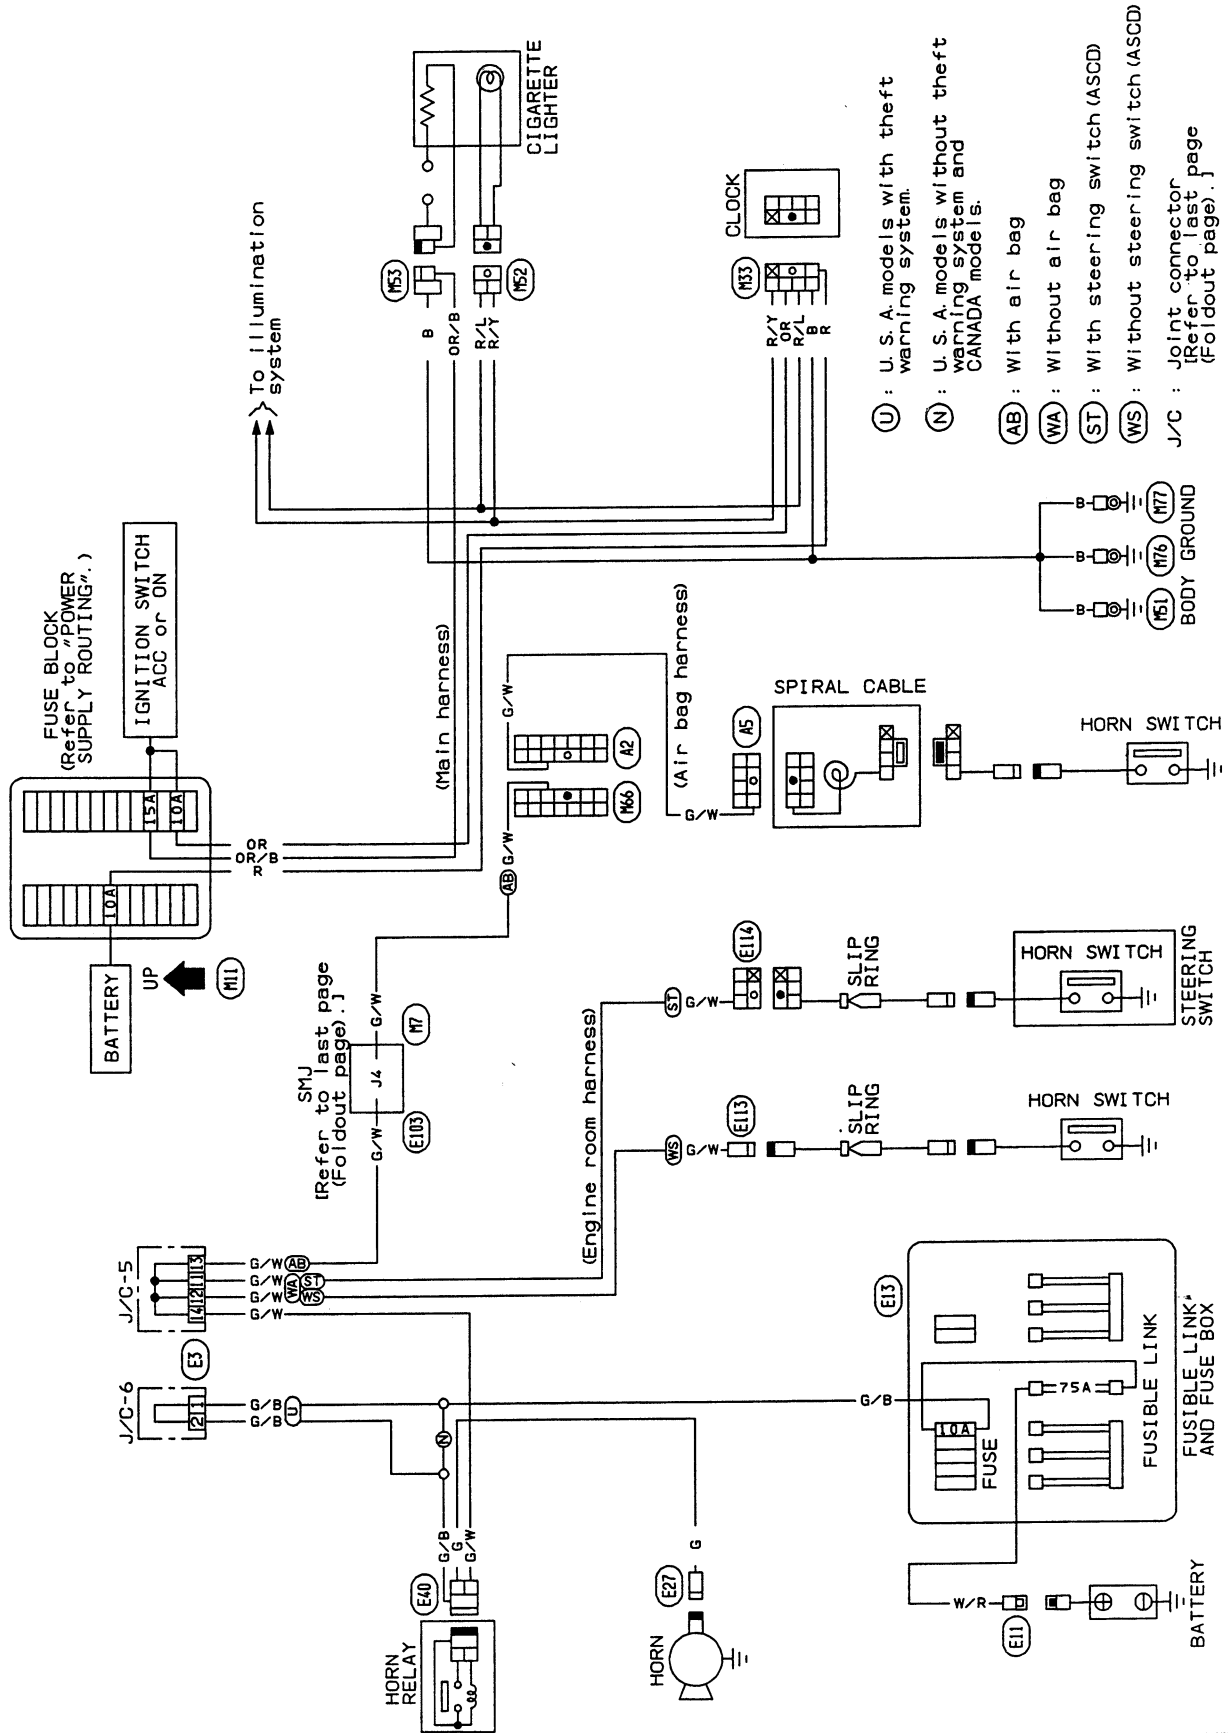 FUSE BLOCK
(Refer to "POWER
SUPPLY ROUTING".)
IGNITION SWITCH
ACC or ON
BATTERY
UP
M11
10A
15A
10A
OR
OR/B
R
To illumination
system
CIGARETTE
LIGHTER
M53
M52
B
OR/B
R/L
R/Y
(Main harness)
CLOCK
M33
R/Y
OR
R/L
B
R
J/C-6
2
1
G/B
G/B
U
E3
J/C-5
14
12
11
13
G/W
AB
G/W
WA
ST
G/W
WS
G/W
SMJ
[Refer to last page
(Foldout page).]
G/W
J4
G/W
E103
M7
AB
G/W
G/W
M66
A2
(Air bag harness)
G/W
A5
SPIRAL CABLE
HORN SWITCH
(Engine room harness)
ST
G/W
E114
SLIP
RING
HORN SWITCH
STEERING
SWITCH
WS
G/W
E113
SLIP
RING
HORN SWITCH
HORN
RELAY
E40
G/B
G
G/W
N
HORN
E27
G
G/B
E13
10A
FUSE
75A
FUSIBLE LINK
FUSIBLE LINK
AND FUSE BOX
W/R
E11
BATTERY
B
B
B
M51
M76
M77
BODY GROUND
U : U. S. A. models with theft
warning system.
N : U. S. A. models without theft
warning system and
CANADA models.
AB : With air bag
WA : Without air bag
ST : With steering switch (ASCD)
WS : Without steering switch (ASCD)
J/C : Joint connector
[Refer to last page
(Foldout page).]